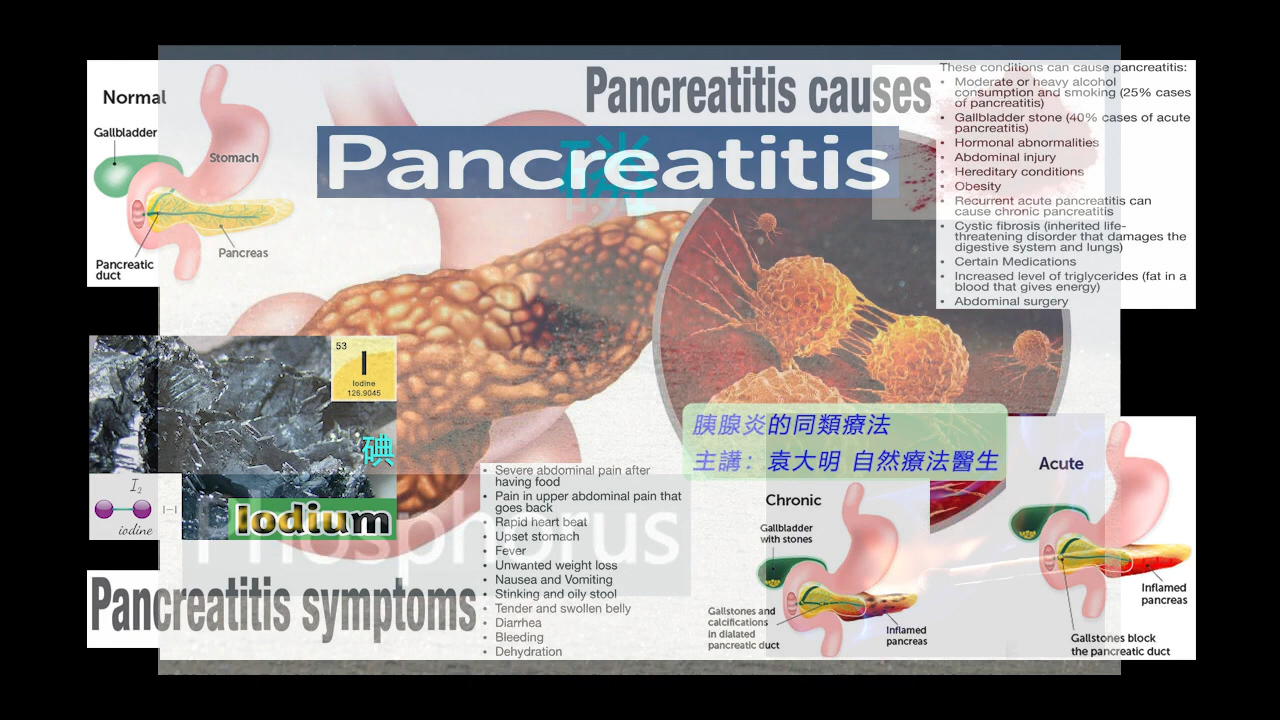 Pancreatitis causes
Pancreatitis
These conditions can cause pancreatitis:
• Moderate or heavy alcohol
consumption and smoking (25% cases
of pancreatitis)
• Gallbladder stone (40% cases of acute
pancreatitis)
• Hormonal abnormalities
• Abdominal injury
• Hereditary conditions
• Obesity
• Recurrent acute pancreatitis can
cause chronic pancreatitis
• Cystic fibrosis (inherited life-
threatening disorder that damages the
digestive system and lungs)
• Certain Medications
• Increased level of triglycerides (fat in a
blood that gives energy)
• Abdominal surgery
Normal
Gallbladder
Stomach
Pancreas
Pancreatic
duct
53
I
Iodine
126.9045
碘
I2
iodine
I–I
Iodium
Phosphorus
Pancreatitis symptoms
• Severe abdominal pain after
having food
• Pain in upper abdominal pain that
goes back
• Rapid heart beat
• Upset stomach
• Fever
• Unwanted weight loss
• Nausea and Vomiting
• Stinking and oily stool
• Tender and swollen belly
• Diarrhea
• Bleeding
• Dehydration
胰腺炎的同類療法
主講：袁大明 自然療法醫生
Chronic
Gallbladder
with stones
Gallstones and
calcifications
in dialated
pancreatic duct
Inflamed
pancreas
Acute
Inflamed
pancreas
Gallstones block
the pancreatic duct